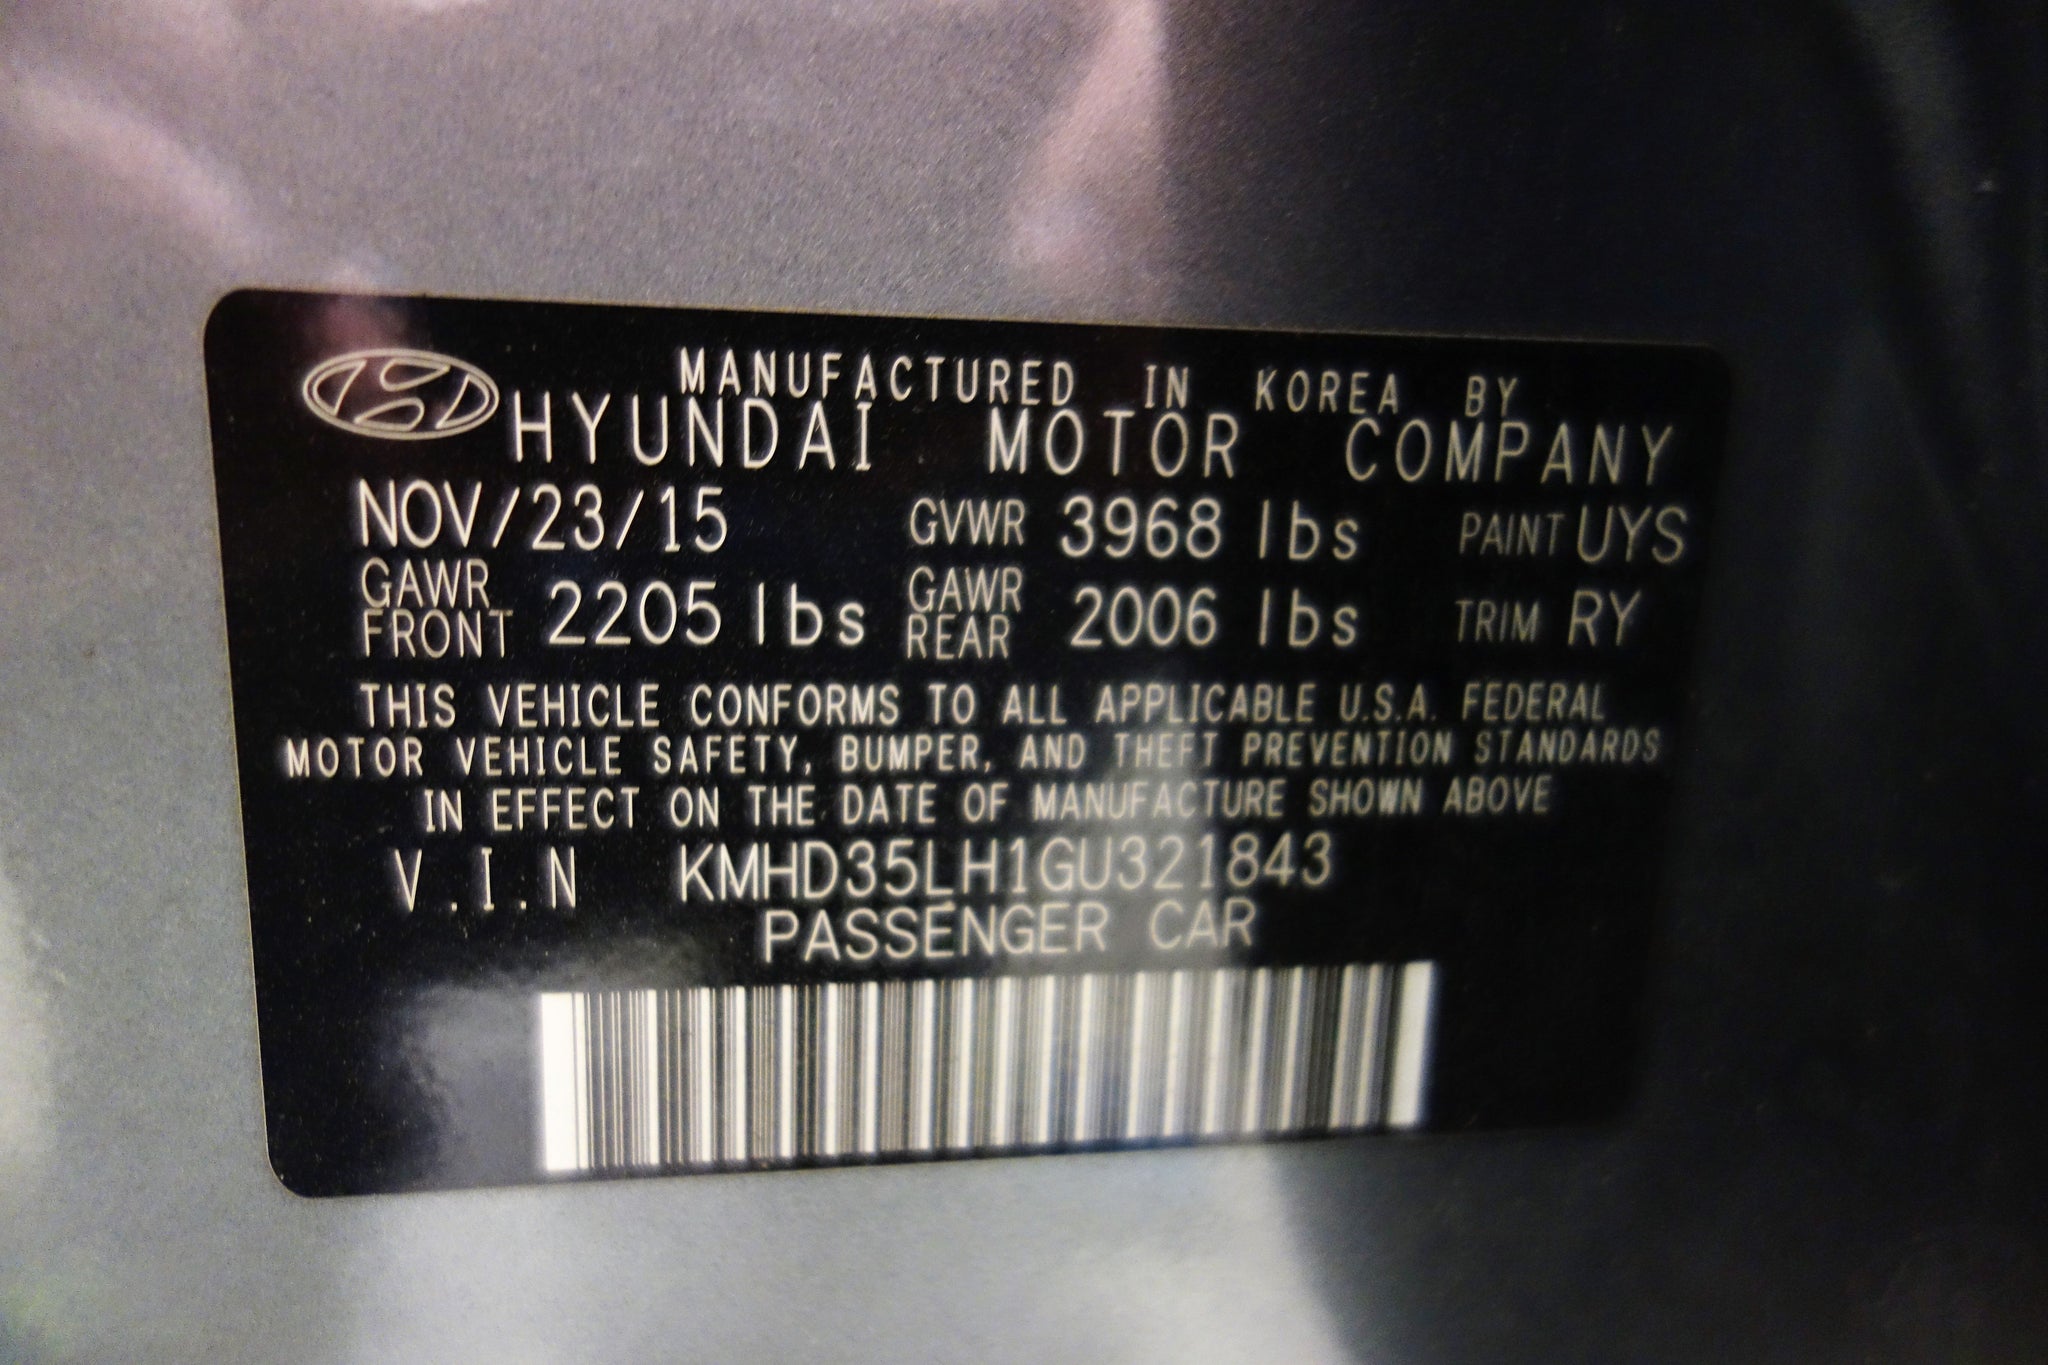 MANUFACTURED IN KOREA BY
HYUNDAI MOTOR COMPANY
NOV/23/15 GVWR 3968 lbs PAINT UYS
GAWR FRONT 2205 lbs GAWR REAR 2006 lbs TRIM RY
THIS VEHICLE CONFORMS TO ALL APPLICABLE U.S.A. FEDERAL
MOTOR VEHICLE SAFETY, BUMPER, AND THEFT PREVENTION STANDARDS
IN EFFECT ON THE DATE OF MANUFACTURE SHOWN ABOVE
V.I.N KMHD35LH1GU321843
PASSENGER CAR